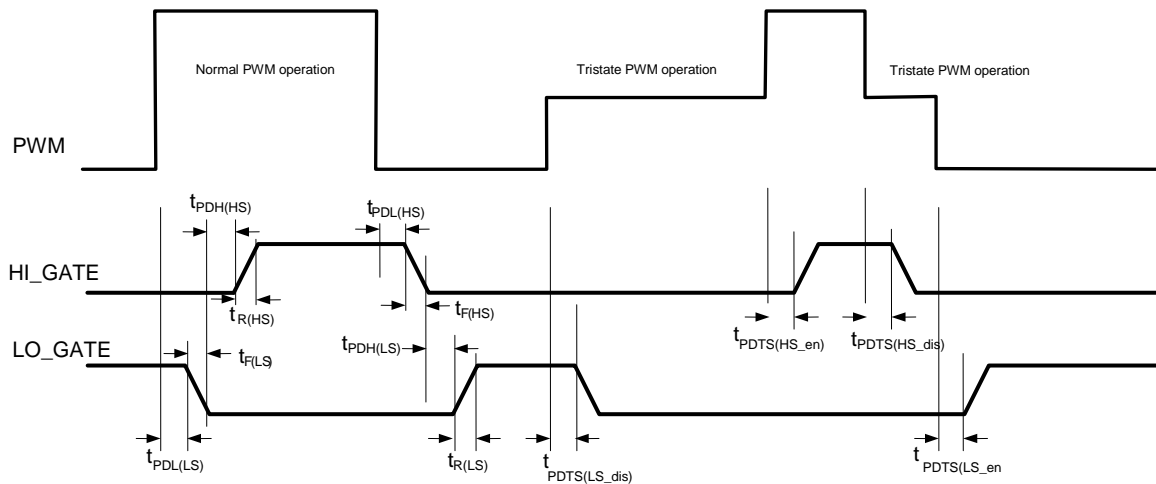 Normal PWM operation
Tristate PWM operation
Tristate PWM operation
PWM
tPDH(HS)
tPDL(HS)
HI_GATE
tR(HS)
tF(HS)
tPDTS(HS_en)
tPDTS(HS_dis)
LO_GATE
tF(LS)
tPDH(LS)
tPDL(LS)
tR(LS)
tPDTS(LS_dis)
tPDTS(LS_en